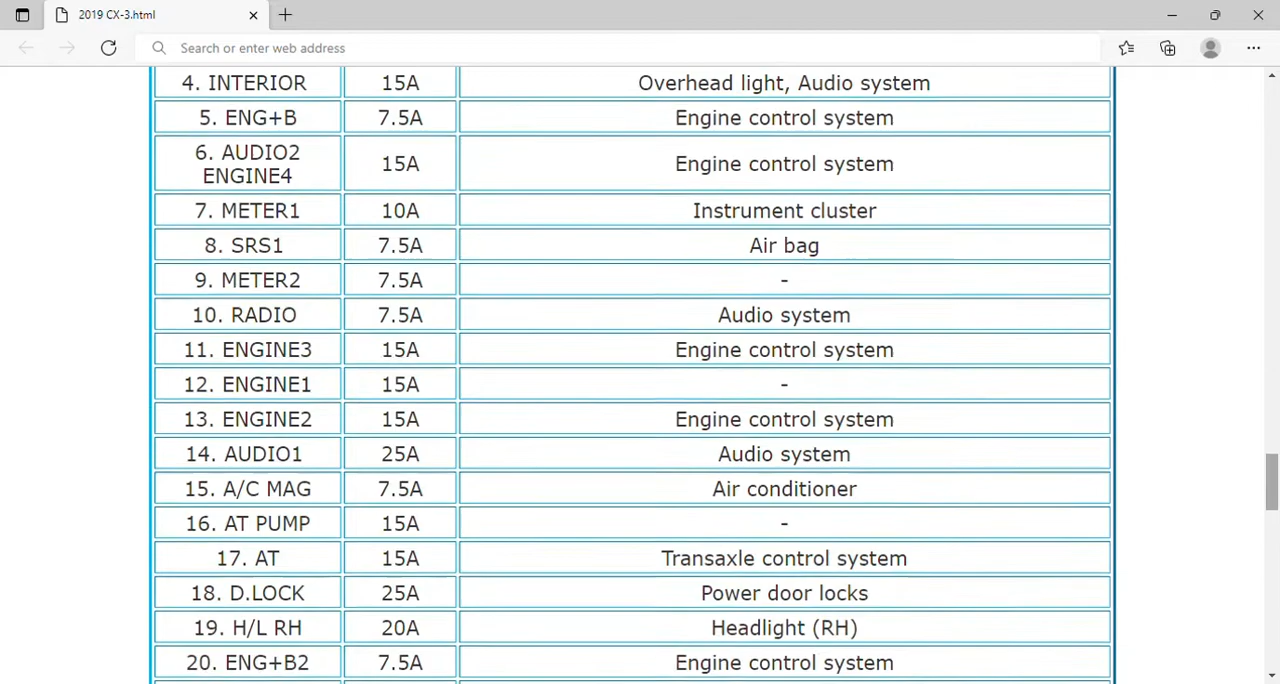 2019 CX-3.html
Search or enter web address
4. INTERIOR 15A Overhead light, Audio system
5. ENG+B 7.5A Engine control system
6. AUDIO2
ENGINE4 15A Engine control system
7. METER1 10A Instrument cluster
8. SRS1 7.5A Air bag
9. METER2 7.5A -
10. RADIO 7.5A Audio system
11. ENGINE3 15A Engine control system
12. ENGINE1 15A -
13. ENGINE2 15A Engine control system
14. AUDIO1 25A Audio system
15. A/C MAG 7.5A Air conditioner
16. AT PUMP 15A -
17. AT 15A Transaxle control system
18. D.LOCK 25A Power door locks
19. H/L RH 20A Headlight (RH)
20. ENG+B2 7.5A Engine control system